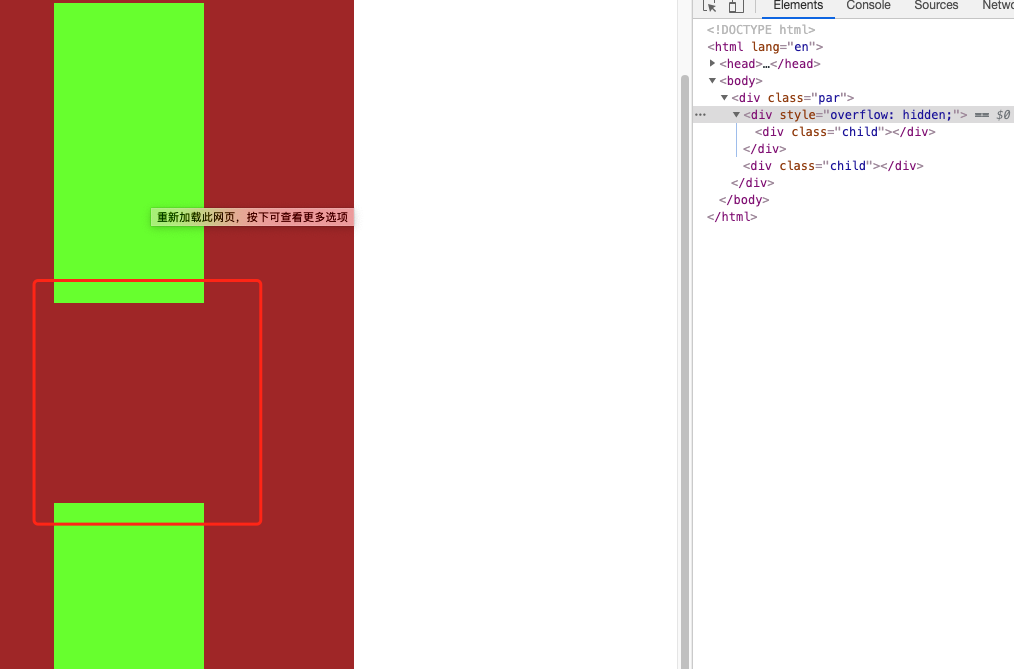 Elements Console Sources Netwo
<!DOCTYPE html>
<html lang="en">
<head>…</head>
<body>
<div class="par">
<div style="overflow: hidden;"> == $0
<div class="child"></div>
</div>
<div class="child"></div>
</div>
</body>
</html>
重新加载此网页，按下可查看更多选项